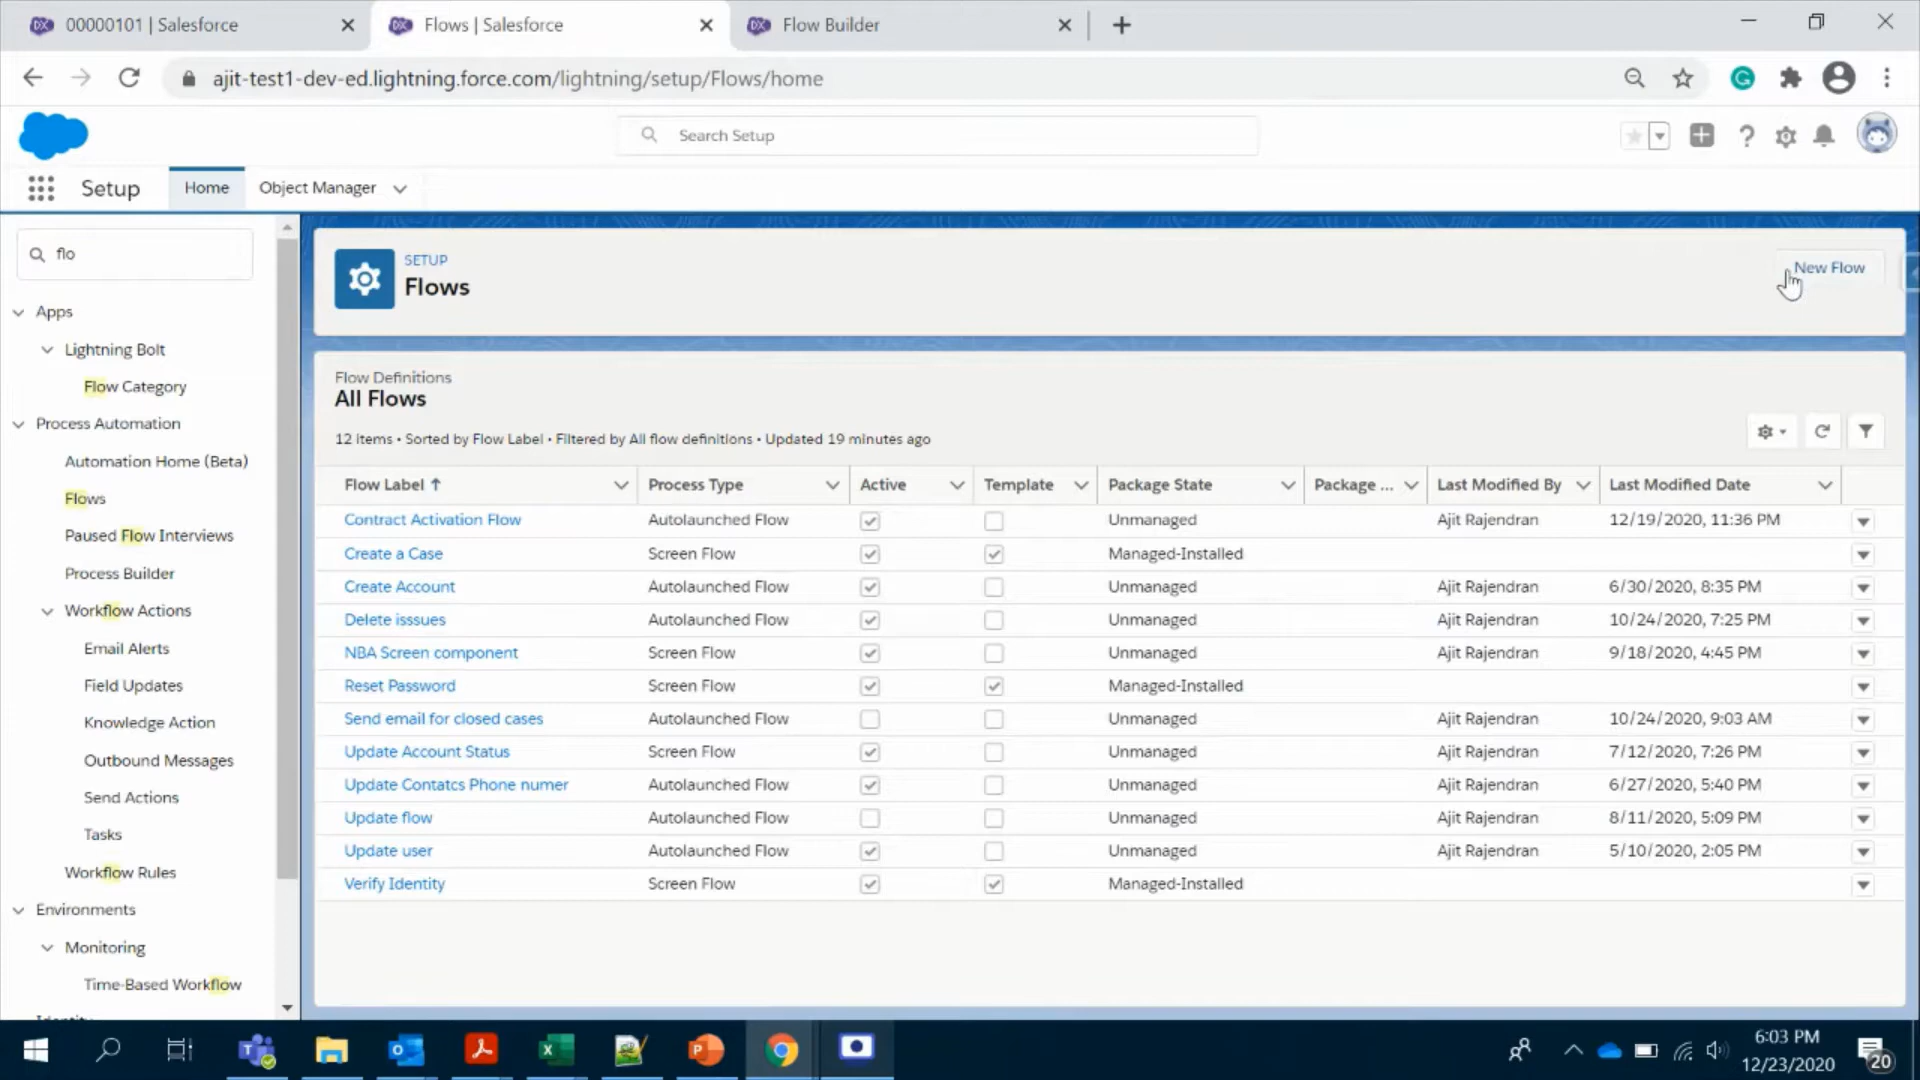 00000101 | Salesforce
Flows | Salesforce
Flow Builder
ajit-test1-dev-ed.lightning.force.com/lightning/setup/Flows/home
Search Setup
Setup
Home
Object Manager
flo
Apps
Lightning Bolt
Flow Category
Process Automation
Automation Home (Beta)
Flows
Paused Flow Interviews
Process Builder
Workflow Actions
Email Alerts
Field Updates
Knowledge Action
Outbound Messages
Send Actions
Tasks
Workflow Rules
Environments
Monitoring
Time-Based Workflow
SETUP
Flows
New Flow
Flow Definitions
All Flows
12 items • Sorted by Flow Label • Filtered by All flow definitions • Updated 19 minutes ago
Flow Label ↑ Process Type Active Template Package State Package ... Last Modified By Last Modified Date
Contract Activation Flow Autolaunched Flow Unmanaged Ajit Rajendran 12/19/2020, 11:36 PM
Create a Case Screen Flow Managed-Installed
Create Account Autolaunched Flow Unmanaged Ajit Rajendran 6/30/2020, 8:35 PM
Delete isssues Autolaunched Flow Unmanaged Ajit Rajendran 10/24/2020, 7:25 PM
NBA Screen component Screen Flow Unmanaged Ajit Rajendran 9/18/2020, 4:45 PM
Reset Password Screen Flow Managed-Installed
Send email for closed cases Autolaunched Flow Unmanaged Ajit Rajendran 10/24/2020, 9:03 AM
Update Account Status Screen Flow Unmanaged Ajit Rajendran 7/12/2020, 7:26 PM
Update Contatcs Phone numer Autolaunched Flow Unmanaged Ajit Rajendran 6/27/2020, 5:40 PM
Update flow Autolaunched Flow Unmanaged Ajit Rajendran 8/11/2020, 5:09 PM
Update user Autolaunched Flow Unmanaged Ajit Rajendran 5/10/2020, 2:05 PM
Verify Identity Screen Flow Managed-Installed
6:03 PM
12/23/2020
20